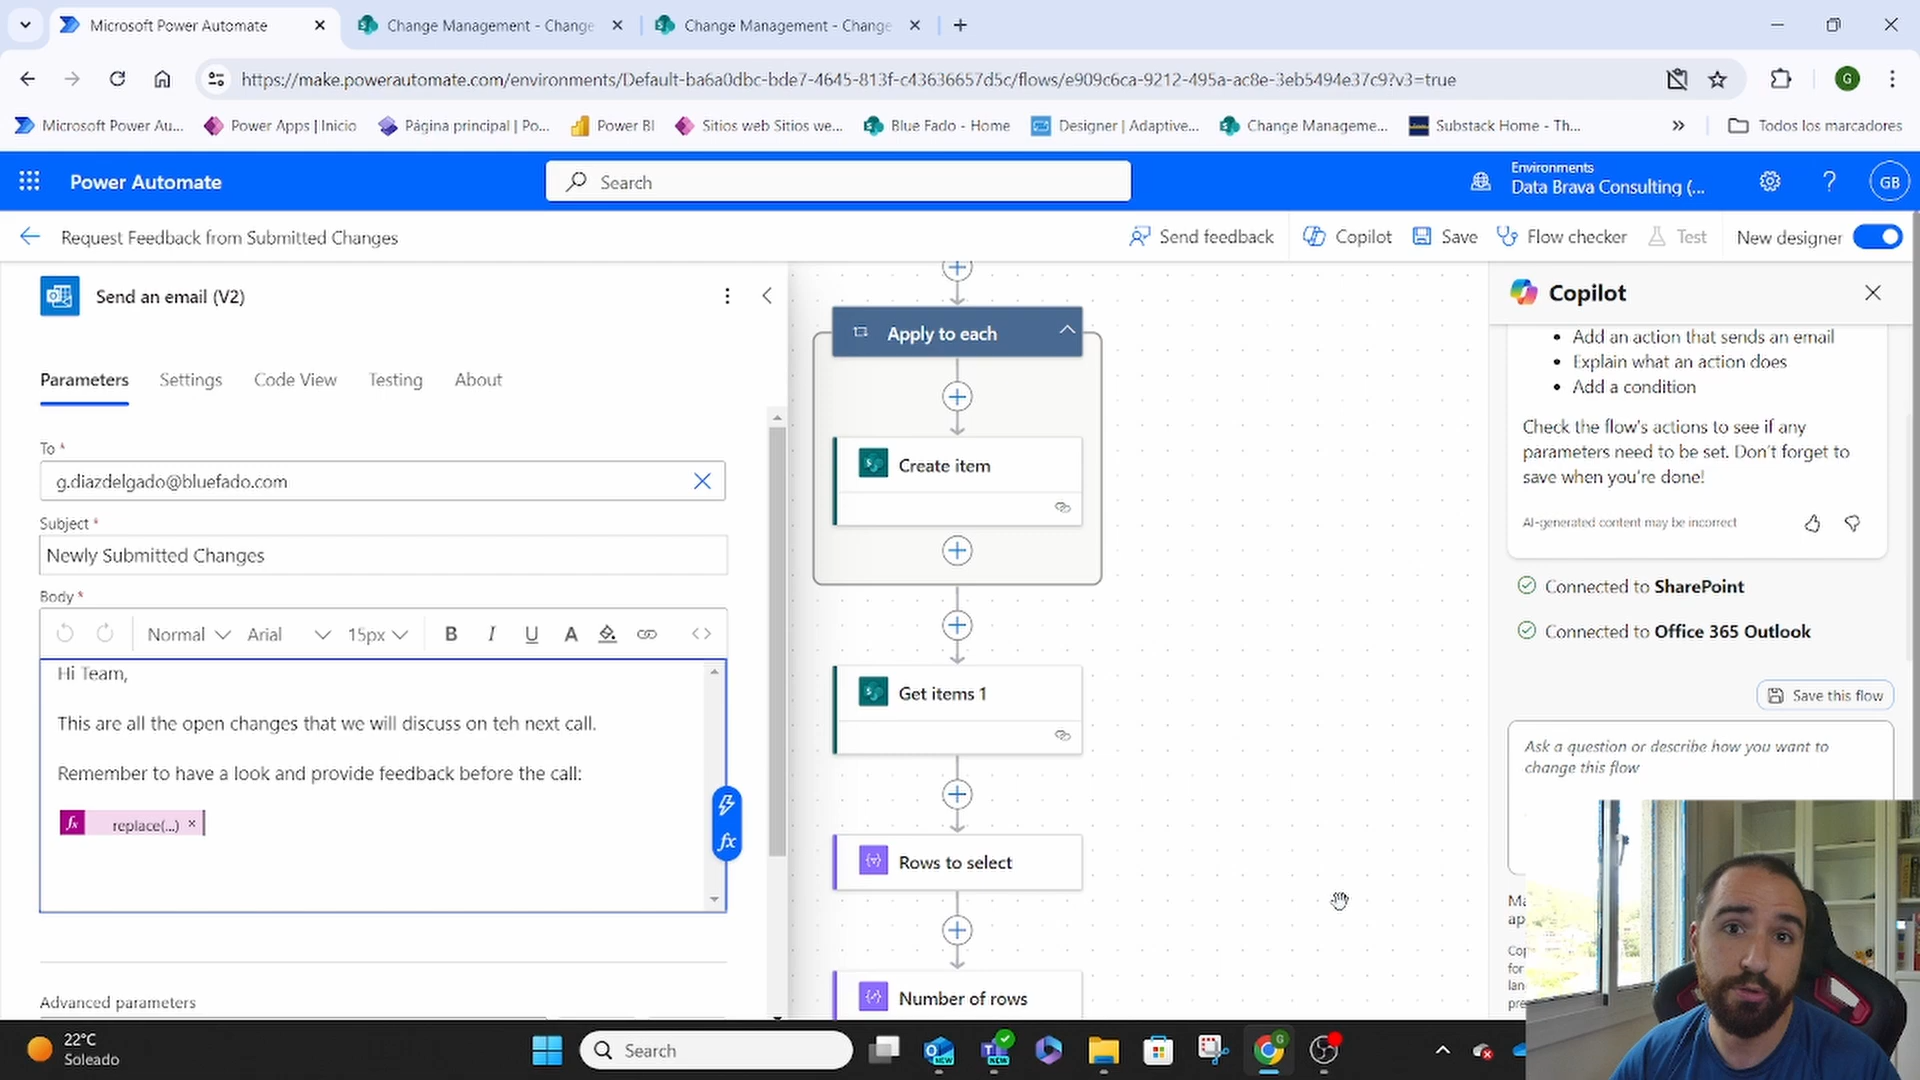 Microsoft Power Automate
Change Management - Change
Change Management - Change
https://make.powerautomate.com/environments/Default-ba6a0dbc-bde7-4645-813f-c43636657d5c/flows/e909c6ca-9212-495a-ac8e-3eb5494e37c9?v3=true
G
Microsoft Power Au...
Power Apps | Inicio
Página principal | Po...
Power BI
Sitios web Sitios we...
Blue Fado - Home
Designer | Adaptive...
Change Manageme...
Substack Home - Th...
Todos los marcadores
Power Automate
Search
Environments
Data Brava Consulting (...
GB
Request Feedback from Submitted Changes
Send feedback
Copilot
Save
Flow checker
Test
New designer
Send an email (V2)
Parameters
Settings
Code View
Testing
About
To *
g.diazdelgado@bluefado.com
Subject *
Newly Submitted Changes
Body *
Normal
Arial
15px
B
I
U
A
Hi Team,
This are all the open changes that we will discuss on teh next call.
Remember to have a look and provide feedback before the call:
fx
replace(...)
fx
Advanced parameters
Apply to each
Create item
Get items 1
Rows to select
Number of rows
Copilot
Add an action that sends an email
Explain what an action does
Add a condition
Check the flow's actions to see if any
parameters need to be set. Don't forget to
save when you're done!
AI-generated content may be incorrect
Connected to SharePoint
Connected to Office 365 Outlook
Save this flow
Ask a question or describe how you want to
change this flow
22°C
Soleado
Search
NEW
NEW
G